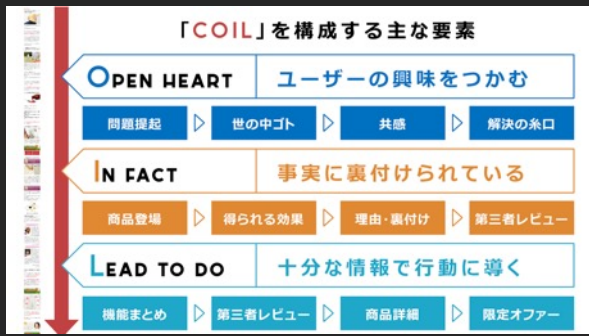 「COIL」を構成する主な要素
OPEN HEART ユーザーの興味をつかむ
問題提起 世の中ゴト 共感 解決の糸口
IN FACT 事実に裏付けられている
商品登場 得られる効果 理由・裏付け 第三者レビュー
LEAD TO DO 十分な情報で行動に導く
機能まとめ 第三者レビュー 商品詳細 限定オファー